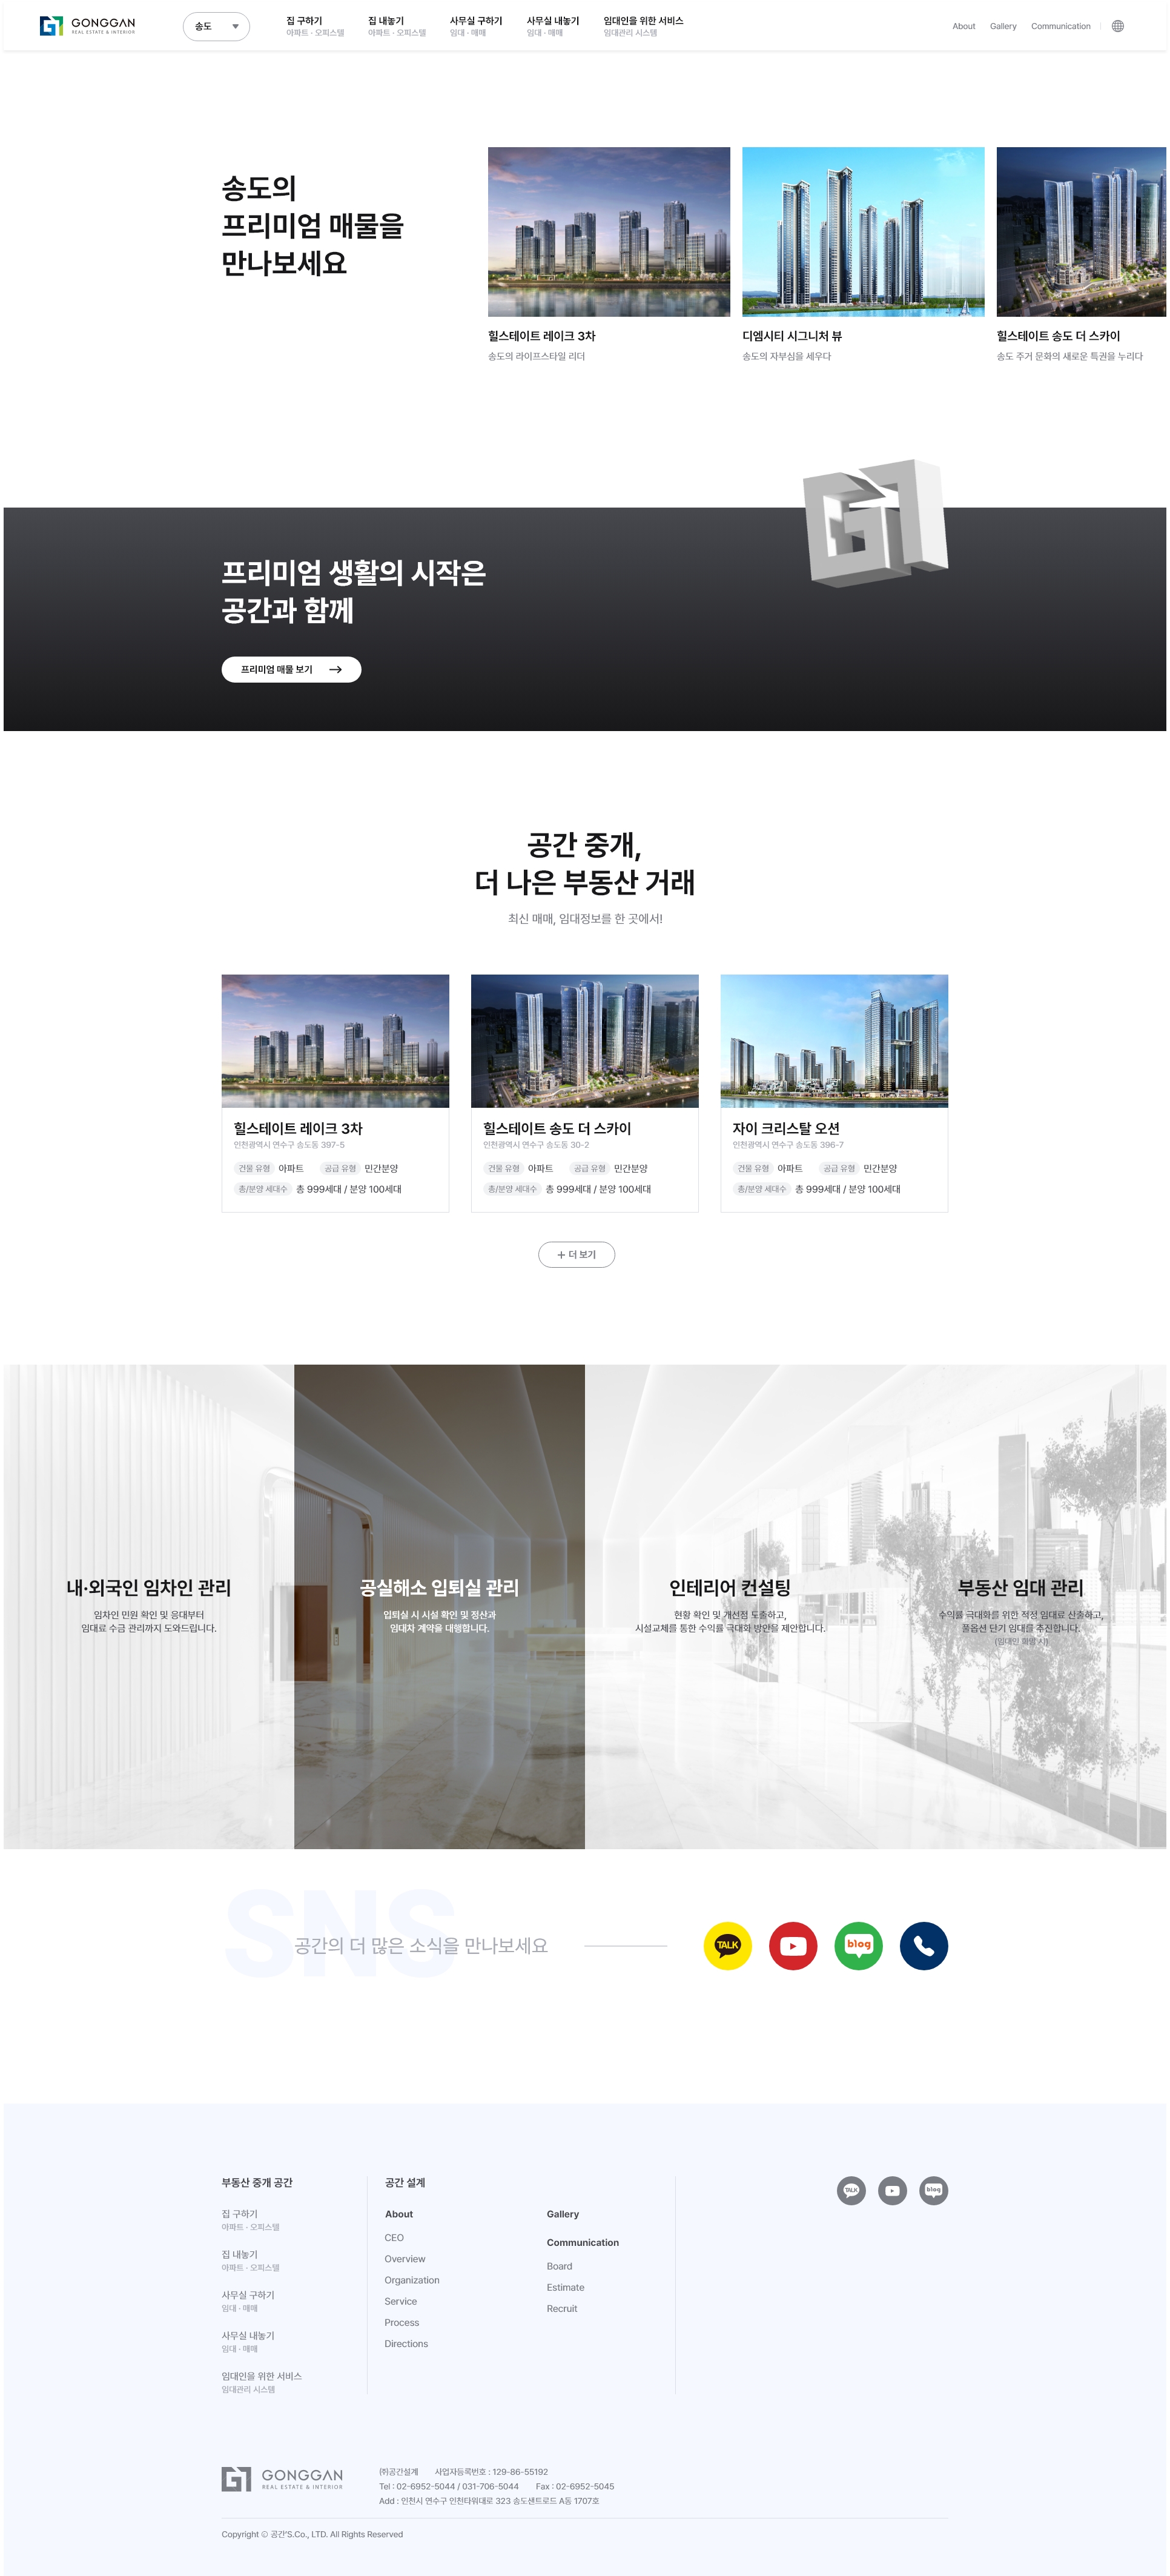 GONGGAN
REAL ESTATE & INTERIOR
송도
집 구하기
아파트 · 오피스텔
집 내놓기
아파트 · 오피스텔
사무실 구하기
임대 · 매매
사무실 내놓기
임대 · 매매
임대인을 위한 서비스
임대관리 시스템
About
Gallery
Communication
송도의
프리미엄 매물을
만나보세요
힐스테이트 레이크 3차
송도의 라이프스타일 리더
디엠시티 시그니처 뷰
송도의 자부심을 세우다
힐스테이트 송도 더 스카이
송도 주거 문화의 새로운 특권을 누리다
프리미엄 생활의 시작은
공간과 함께
프리미엄 매물 보기
공간 중개,
더 나은 부동산 거래
최신 매매, 임대정보를 한 곳에서!
힐스테이트 레이크 3차
인천광역시 연수구 송도동 397-5
건물 유형 아파트 공급 유형 민간분양
총/분양 세대수 총 999세대 / 분양 100세대
힐스테이트 송도 더 스카이
인천광역시 연수구 송도동 30-2
건물 유형 아파트 공급 유형 민간분양
총/분양 세대수 총 999세대 / 분양 100세대
자이 크리스탈 오션
인천광역시 연수구 송도동 396-7
건물 유형 아파트 공급 유형 민간분양
총/분양 세대수 총 999세대 / 분양 100세대
+ 더 보기
내·외국인 임차인 관리
임차인 민원 확인 및 응대부터
임대료 수금 관리까지 도와드립니다.
공실해소 입퇴실 관리
입퇴실 시 시설 확인 및 정산과
임대차 계약을 대행합니다.
인테리어 컨설팅
현황 확인 및 개선점 도출하고,
시설교체를 통한 수익률 극대화 방안을 제안합니다.
부동산 임대 관리
수익률 극대화를 위한 적정 임대료 산출하고,
풀옵션 단기 임대를 추진합니다.
(임대인 희망 시)
SNS
공간의 더 많은 소식을 만나보세요
TALK
blog
부동산 중개 공간
집 구하기
아파트 · 오피스텔
집 내놓기
아파트 · 오피스텔
사무실 구하기
임대 · 매매
사무실 내놓기
임대 · 매매
임대인을 위한 서비스
임대관리 시스템
공간 설계
About
CEO
Overview
Organization
Service
Process
Directions
Gallery
Communication
Board
Estimate
Recruit
TALK
blog
GONGGAN
REAL ESTATE & INTERIOR
㈜공간설계 사업자등록번호 : 129-86-55192
Tel : 02-6952-5044 / 031-706-5044 Fax : 02-6952-5045
Add : 인천시 연수구 인천타워대로 323 송도센트로드 A동 1707호
Copyright © 공간'S.Co., LTD. All Rights Reserved